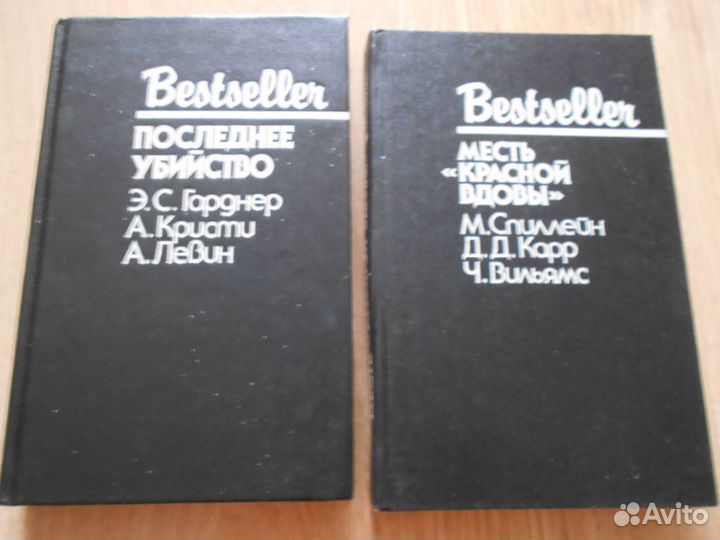 Bestseller
ПОСЛЕДНЕЕ
УБИЙСТВО
Э.С. Гарднер
А. Кристи
А. Левин
Bestseller
МЕСТЬ
«КРАСНОЙ
ВДОВЫ»
М. Спиллейн
Д. Д. Карр
Ч. Вильямс
Avito